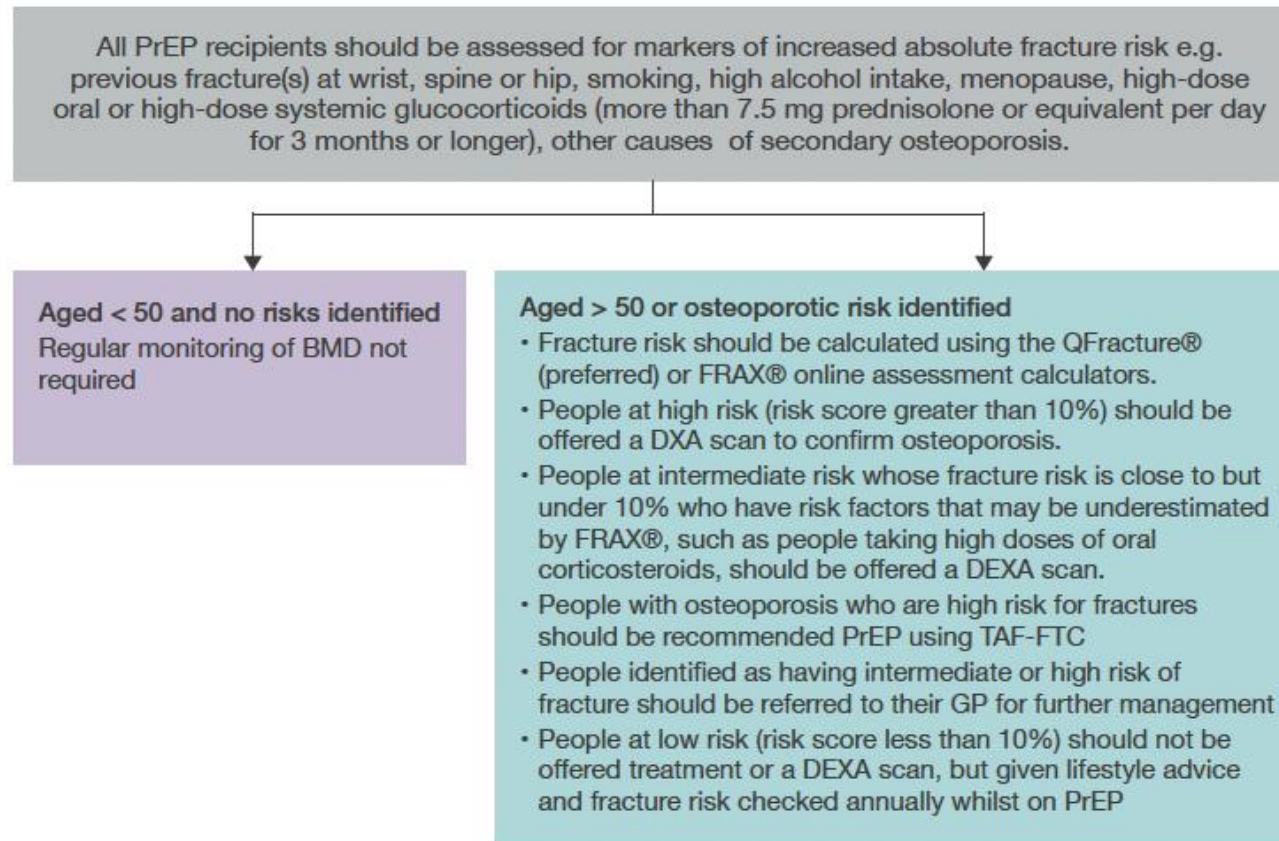 All PrEP recipients should be assessed for markers of increased absolute fracture risk e.g.
previous fracture(s) at wrist, spine or hip, smoking, high alcohol intake, menopause, high-dose
oral or high-dose systemic glucocorticoids (more than 7.5 mg prednisolone or equivalent per day
for 3 months or longer), other causes of secondary osteoporosis.
Aged < 50 and no risks identified
Regular monitoring of BMD not
required
Aged > 50 or osteoporotic risk identified
• Fracture risk should be calculated using the QFracture®
(preferred) or FRAX® online assessment calculators.
• People at high risk (risk score greater than 10%) should be
offered a DXA scan to confirm osteoporosis.
• People at intermediate risk whose fracture risk is close to but
under 10% who have risk factors that may be underestimated
by FRAX®, such as people taking high doses of oral
corticosteroids, should be offered a DEXA scan.
• People with osteoporosis who are high risk for fractures
should be recommended PrEP using TAF-FTC
• People identified as having intermediate or high risk of
fracture should be referred to their GP for further management
• People at low risk (risk score less than 10%) should not be
offered treatment or a DEXA scan, but given lifestyle advice
and fracture risk checked annually whilst on PrEP